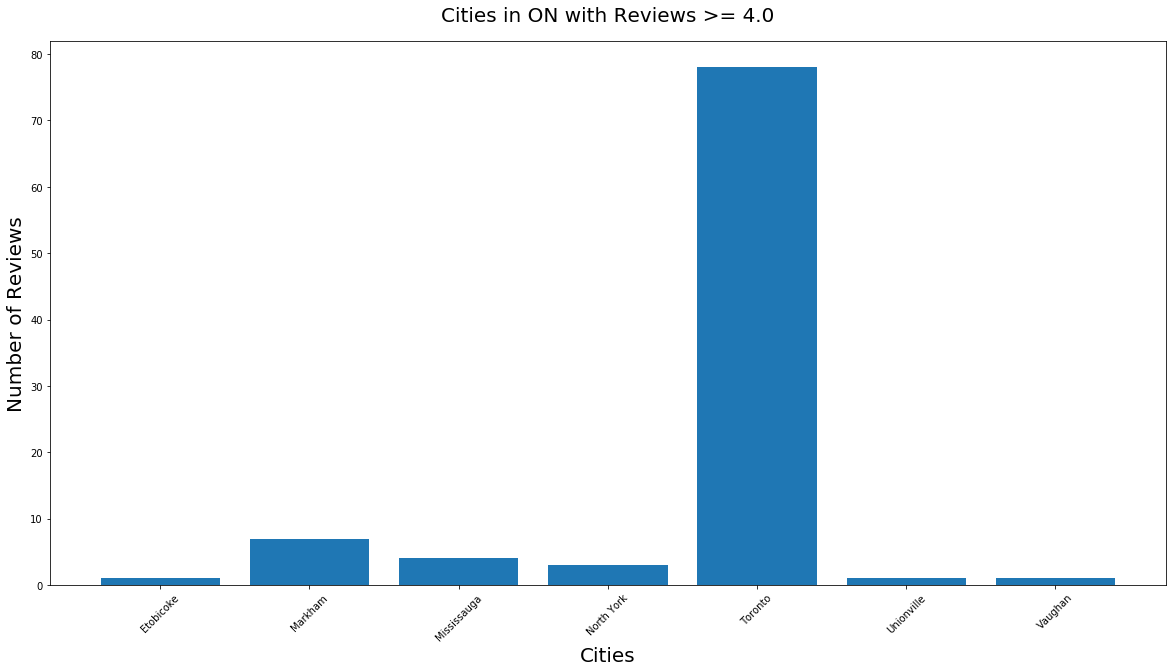 Cities in ON with Reviews >= 4.0
Number of Reviews
80
70
60
50
40
30
20
10
0
Etobicoke
Markham
Mississauga
North York
Toronto
Unionville
Vaughan
Cities